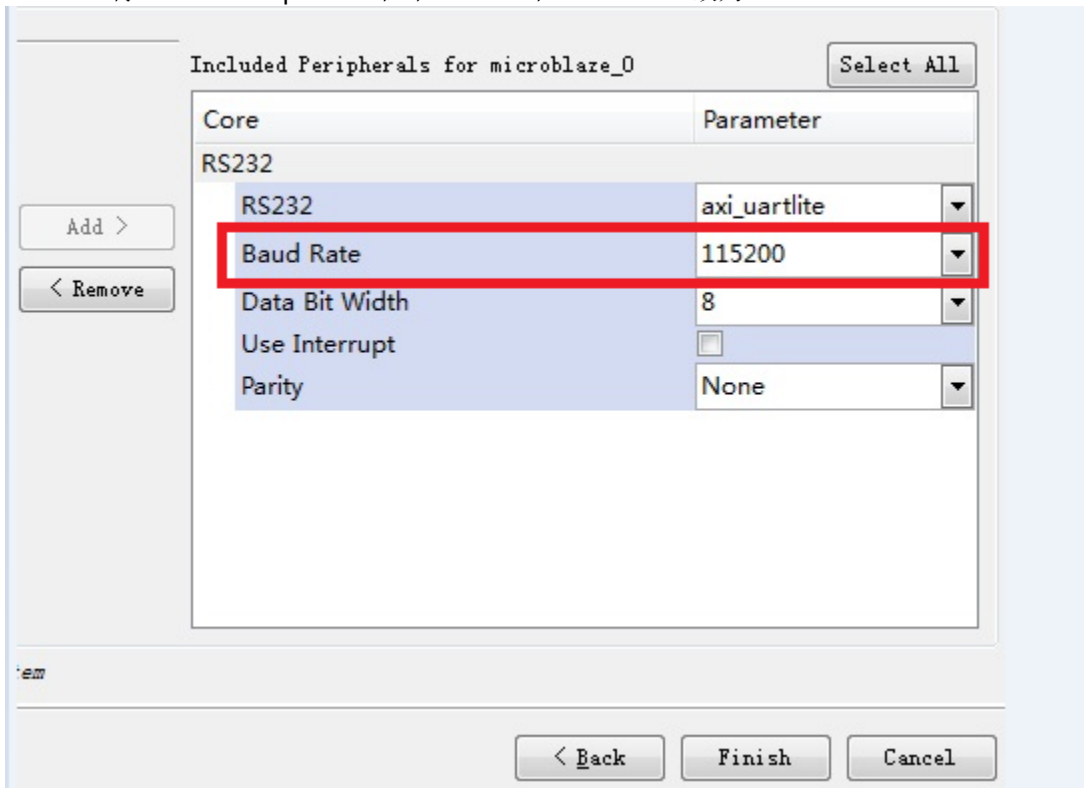 Included Peripherals for microblaze_0
Select All
Core Parameter
RS232
RS232 axi_uartlite
Add >
Baud Rate 115200
< Remove
Data Bit Width 8
Use Interrupt
Parity None
< Back Finish Cancel